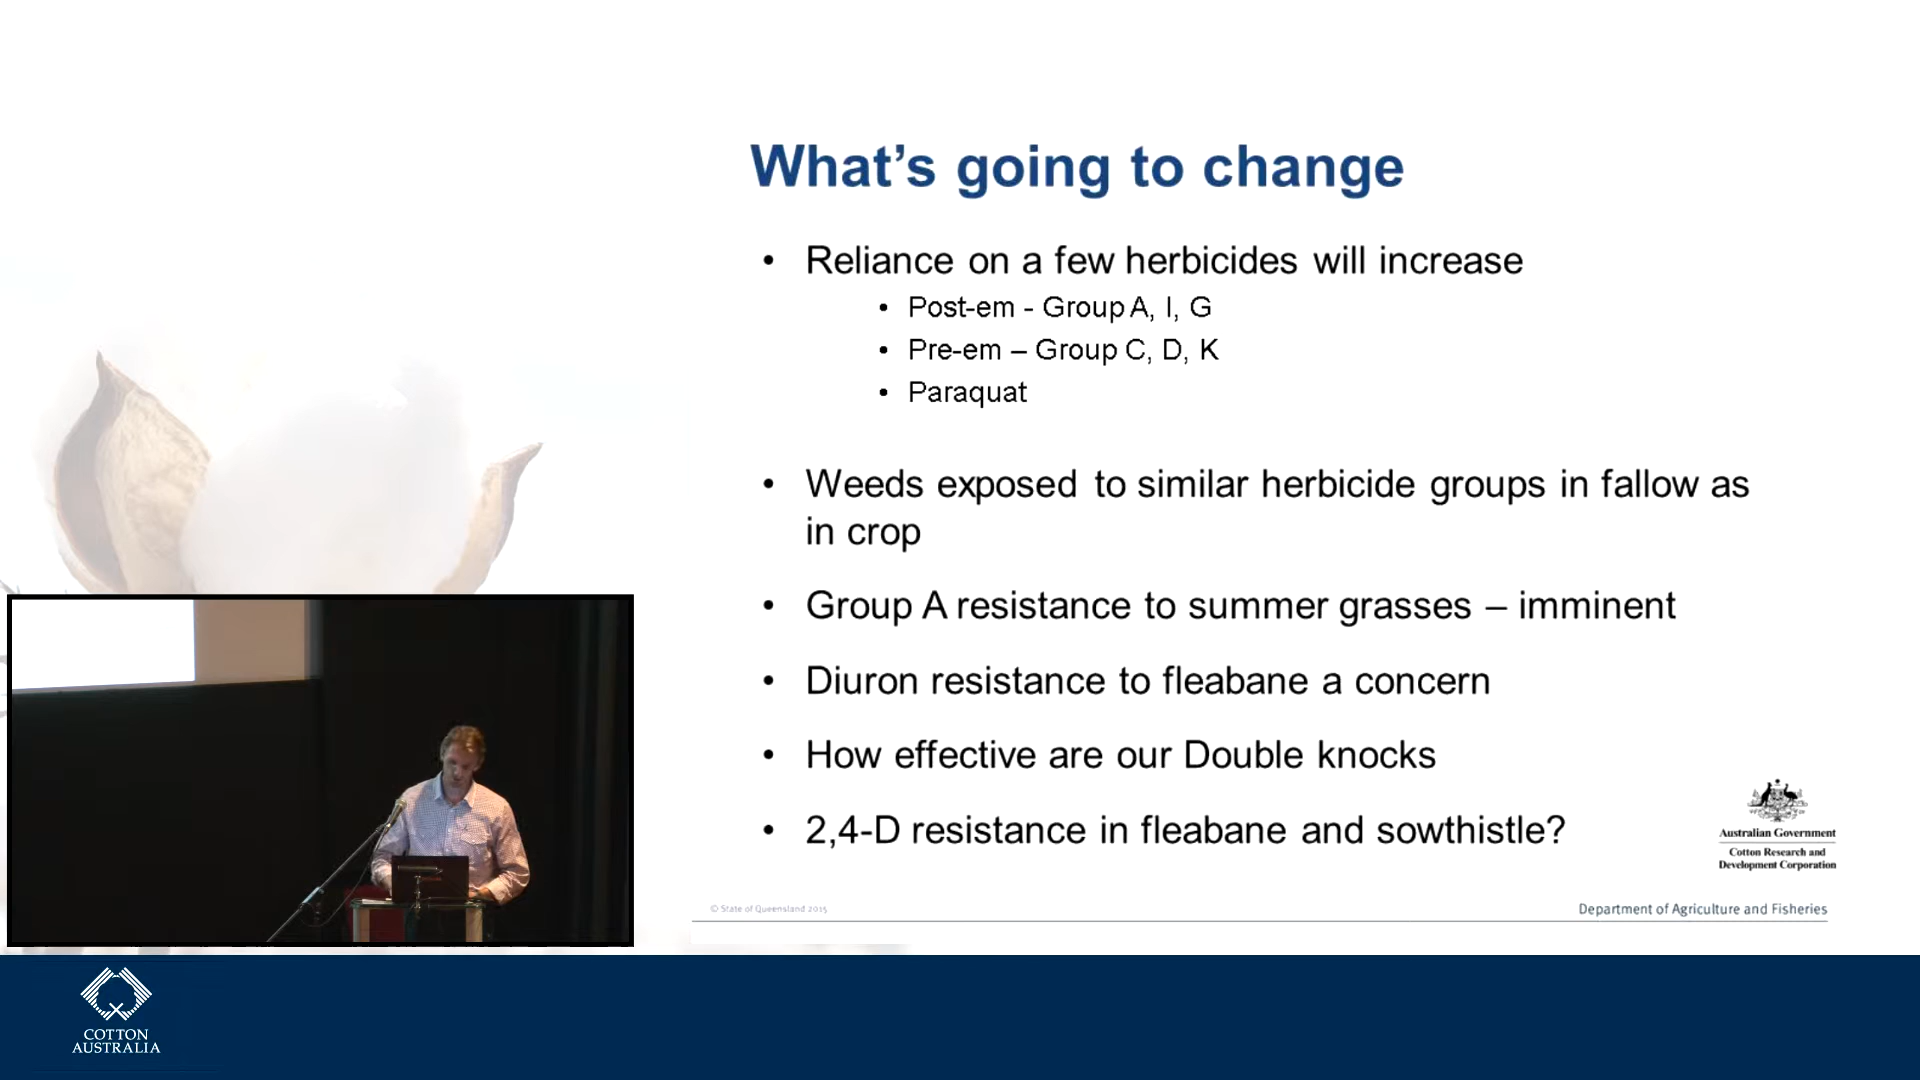 What's going to change
• Reliance on a few herbicides will increase
• Post-em - Group A, I, G
• Pre-em – Group C, D, K
• Paraquat
• Weeds exposed to similar herbicide groups in fallow as
in crop
• Group A resistance to summer grasses – imminent
• Diuron resistance to fleabane a concern
• How effective are our Double knocks
• 2,4-D resistance in fleabane and sowthistle?
Australian Government
Cotton Research and
Development Corporation
© State of Queensland 2015
Department of Agriculture and Fisheries
COTTON
AUSTRALIA